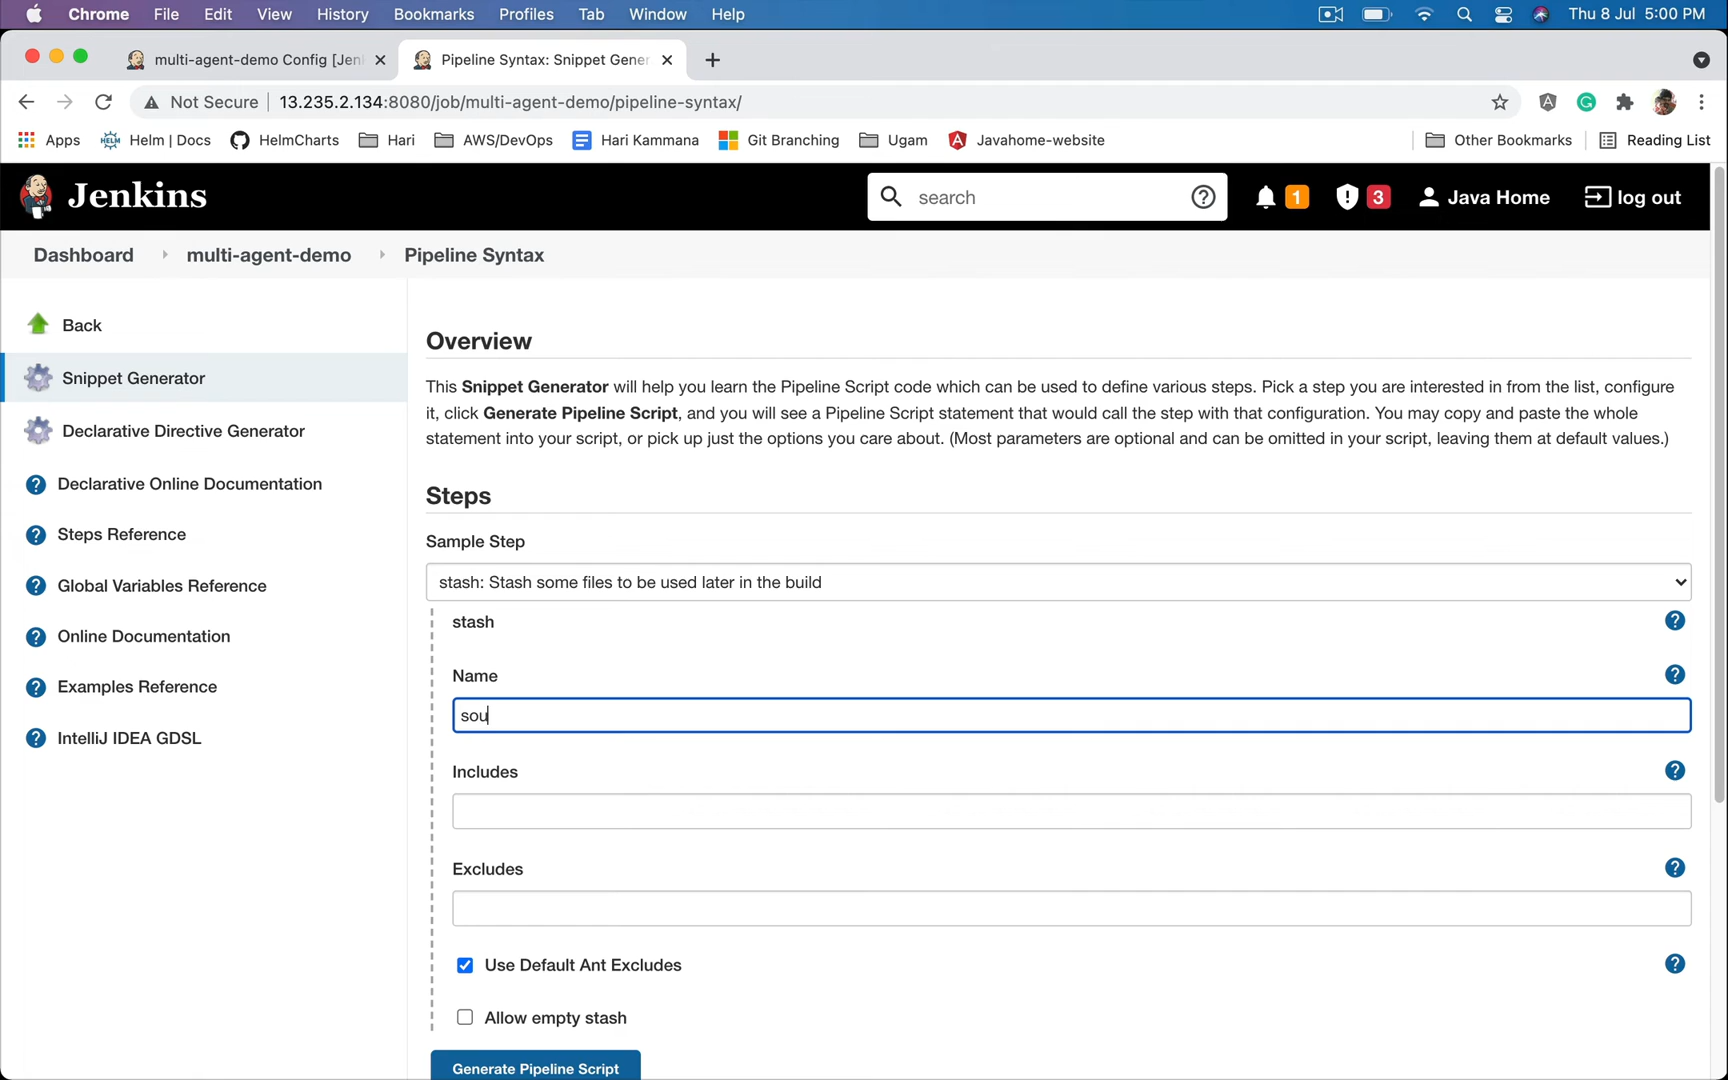 Chrome File Edit View History Bookmarks Profiles Tab Window Help Thu 8 Jul 5:00 PM
multi-agent-demo Config [Jen Pipeline Syntax: Snippet Gener
Not Secure 13.235.2.134:8080/job/multi-agent-demo/pipeline-syntax/
Apps HELM Helm | Docs HelmCharts Hari AWS/DevOps Hari Kammana Git Branching Ugam Javahome-website Other Bookmarks Reading List
Jenkins search 1 3 Java Home log out
Dashboard multi-agent-demo Pipeline Syntax
Back
Snippet Generator
Declarative Directive Generator
Declarative Online Documentation
Steps Reference
Global Variables Reference
Online Documentation
Examples Reference
IntelliJ IDEA GDSL
Overview
This Snippet Generator will help you learn the Pipeline Script code which can be used to define various steps. Pick a step you are interested in from the list, configure
it, click Generate Pipeline Script, and you will see a Pipeline Script statement that would call the step with that configuration. You may copy and paste the whole
statement into your script, or pick up just the options you care about. (Most parameters are optional and can be omitted in your script, leaving them at default values.)
Steps
Sample Step
stash: Stash some files to be used later in the build
stash
Name
sou
Includes
Excludes
Use Default Ant Excludes
Allow empty stash
Generate Pipeline Script